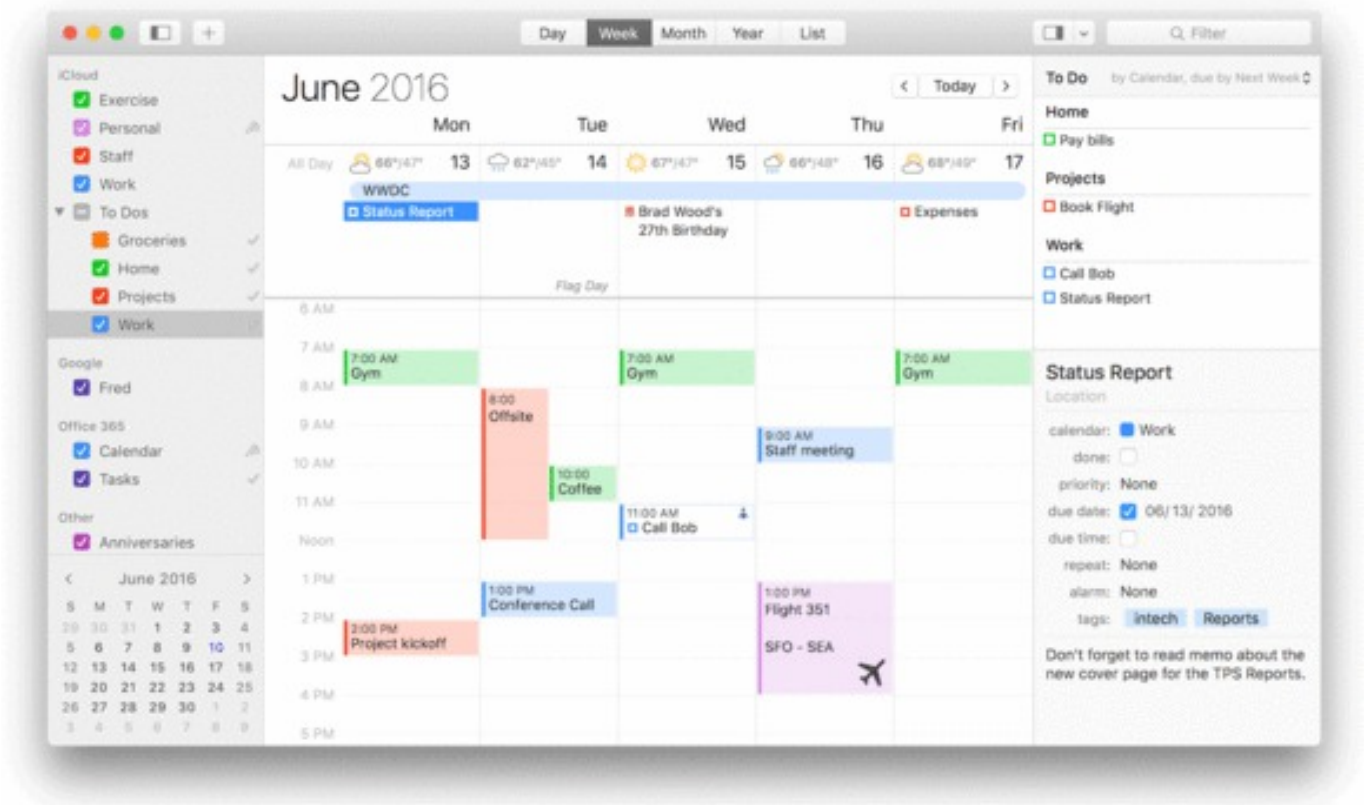 Day Week Month Year List
Filter
iCloud
Exercise
Personal
Staff
Work
To Dos
Groceries
Home
Projects
Work
Google
Fred
Office 365
Calendar
Tasks
Other
Anniversaries
June 2016
S M T W T F S
29 30 31 1 2 3 4
5 6 7 8 9 10 11
12 13 14 15 16 17 18
19 20 21 22 23 24 25
26 27 28 29 30 1 2
3 4 5 6 7 8 9
June 2016
Today
Mon Tue Wed Thu Fri
All Day 66°/47° 13 62°/45° 14 67°/47° 15 66°/48° 16 68°/49° 17
WWDC
Status Report
Brad Wood's
27th Birthday
Expenses
Flag Day
6 AM
7 AM
8 AM
9 AM
10 AM
11 AM
Noon
1 PM
2 PM
3 PM
4 PM
5 PM
7:00 AM
Gym
2:00 PM
Project kickoff
8:00
Offsite
10:00
Coffee
1:00 PM
Conference Call
7:00 AM
Gym
11:00 AM
Call Bob
9:00 AM
Staff meeting
1:00 PM
Flight 351
SFO - SEA
7:00 AM
Gym
To Do by Calendar, due by Next Week
Home
Pay bills
Projects
Book Flight
Work
Call Bob
Status Report
Status Report
Location
calendar: Work
done:
priority: None
due date: 06/13/2016
due time:
repeat: None
alarm: None
tags: intech Reports
Don't forget to read memo about the
new cover page for the TPS Reports.